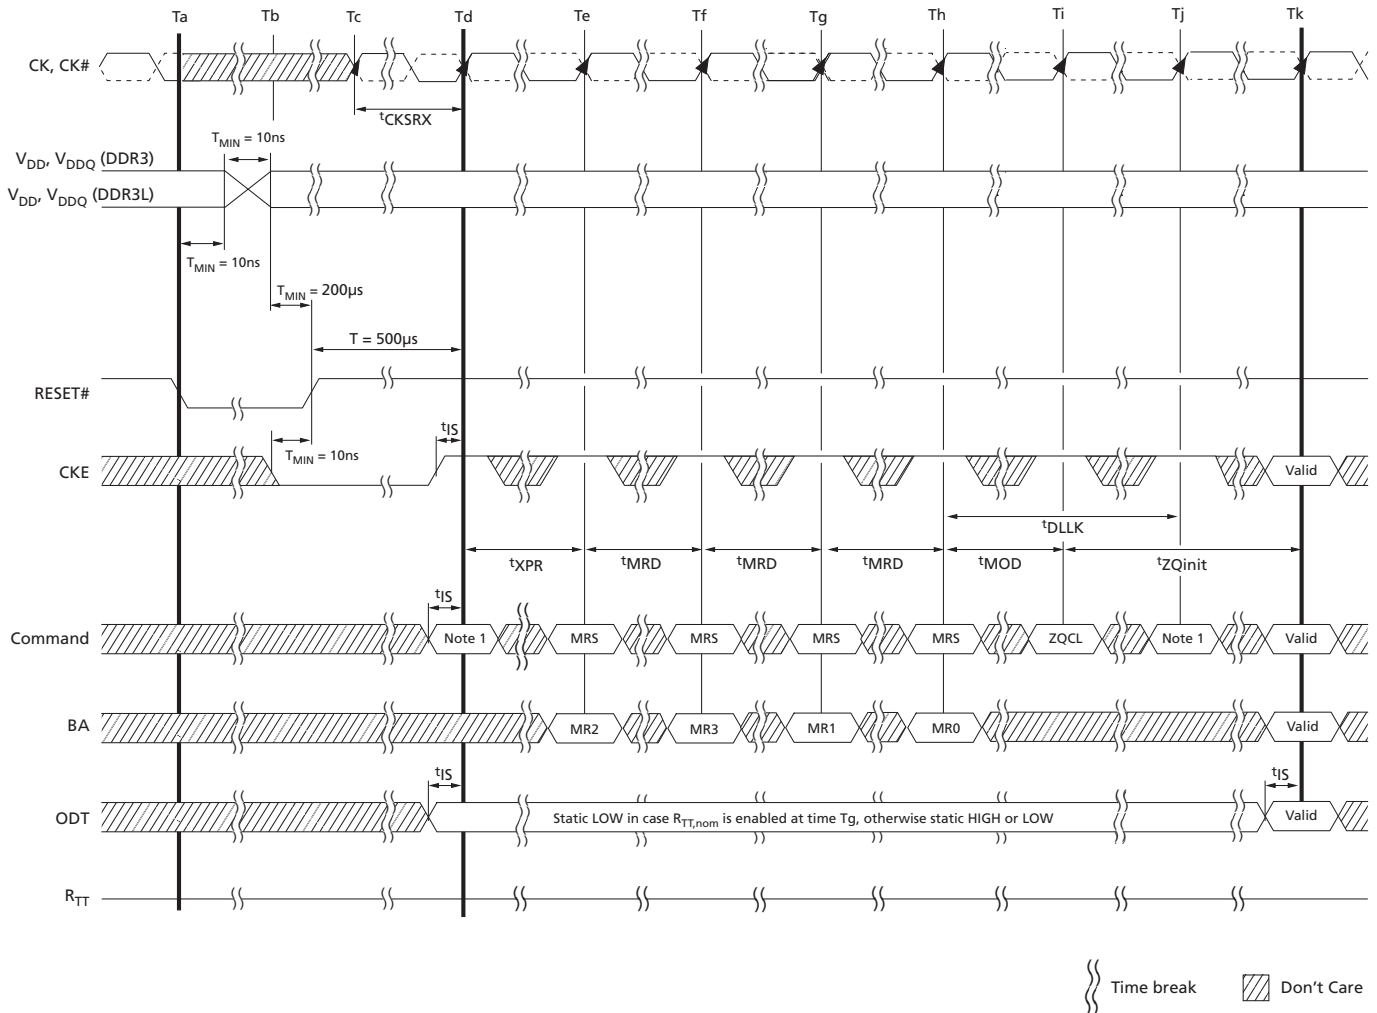 Ta Tb Tc Td Te Tf Tg Th Ti Tj Tk
CK, CK#
tCKSRX
TMIN = 10ns
VDD, VDDQ (DDR3)
VDD, VDDQ (DDR3L)
TMIN = 10ns
TMIN = 200µs
T = 500µs
RESET#
tIS
TMIN = 10ns
CKE Valid
tDLLK
tXPR tMRD tMRD tMRD tMOD tZQinit
tIS
Command Note 1 MRS MRS MRS MRS ZQCL Note 1 Valid
BA MR2 MR3 MR1 MR0 Valid
tIS tIS
ODT Static LOW in case RTT,nom is enabled at time Tg, otherwise static HIGH or LOW Valid
RTT
Time break Don't Care